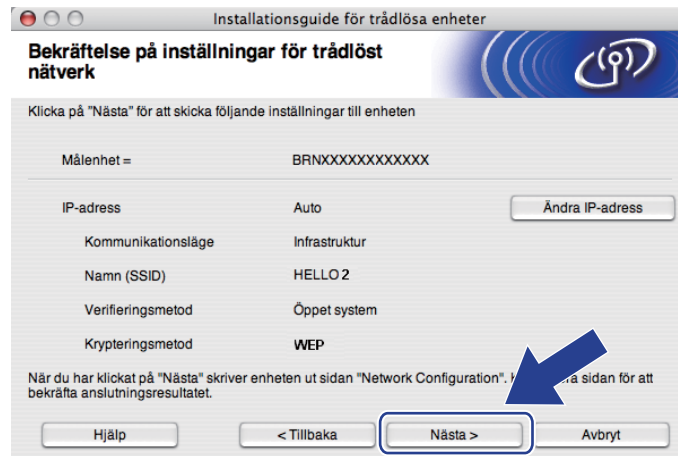 Installationsguide för trådlösa enheter
Bekräftelse på inställningar för trådlöst
nätverk
Klicka på "Nästa" för att skicka följande inställningar till enheten
Målenhet = BRNXXXXXXXXXXXX
IP-adress Auto Ändra IP-adress
Kommunikationsläge Infrastruktur
Namn (SSID) HELLO 2
Verifieringsmetod Öppet system
Krypteringsmetod WEP
När du har klickat på "Nästa" skriver enheten ut sidan "Network Configuration". sidan för att
bekräfta anslutningsresultatet.
Hjälp < Tillbaka Nästa > Avbryt